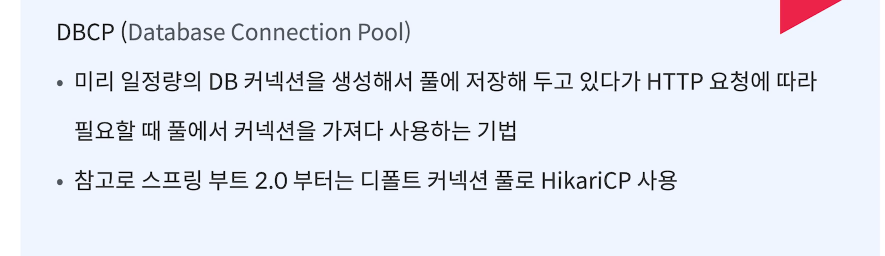 DBCP (Database Connection Pool)
• 미리 일정량의 DB 커넥션을 생성해서 풀에 저장해 두고 있다가 HTTP 요청에 따라
필요할 때 풀에서 커넥션을 가져다 사용하는 기법
• 참고로 스프링 부트 2.0 부터는 디폴트 커넥션 풀로 HikariCP 사용